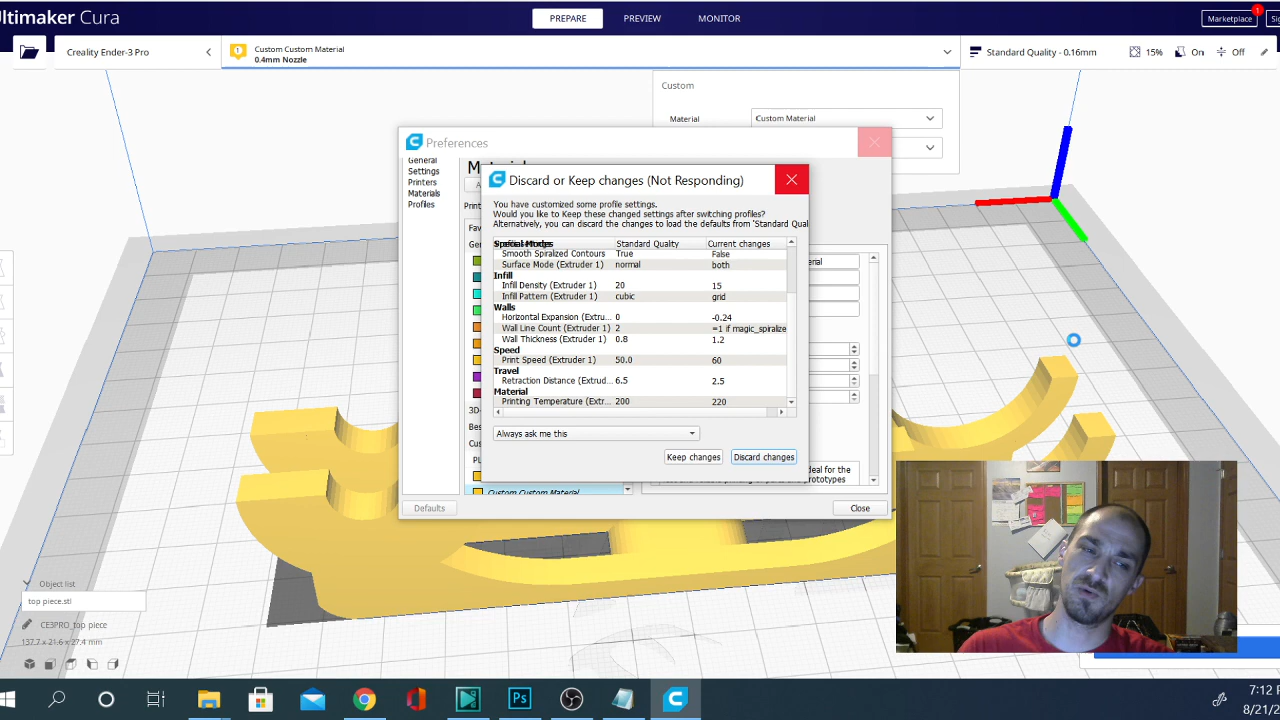 Ultimaker Cura
PREPARE
PREVIEW
MONITOR
Marketplace
1
Creality Ender-3 Pro
Custom Custom Material
0.4mm Nozzle
Standard Quality - 0.16mm
15%
On
Off
Custom
Material
Custom Material
Preferences
General
Settings
Printers
Materials
Profiles
Discard or Keep changes (Not Responding)
You have customized some profile settings.
Would you like to Keep these changed settings after switching profiles?
Alternatively, you can discard the changes to load the defaults from 'Standard Qual
Special Modes
Standard Quality
Current changes
Smooth Spiralized Contours
True
False
Surface Mode (Extruder 1)
normal
both
Infill
Infill Density (Extruder 1)
20
15
Infill Pattern (Extruder 1)
cubic
grid
Walls
Horizontal Expansion (Extru...
0
-0.24
Wall Line Count (Extruder 1)
2
=1 if magic_spiralize
Wall Thickness (Extruder 1)
0.8
1.2
Speed
Print Speed (Extruder 1)
50.0
60
Travel
Retraction Distance (Extrud...
6.5
2.5
Material
Printing Temperature (Extr...
200
220
Always ask me this
Keep changes
Discard changes
deal for the
prototypes
Custom Custom Material
Defaults
Close
Object list
top piece.stl
CE3PRO_top piece
137.7 x 21.6 x 27.4 mm
Ps
7:12 P
8/21/2